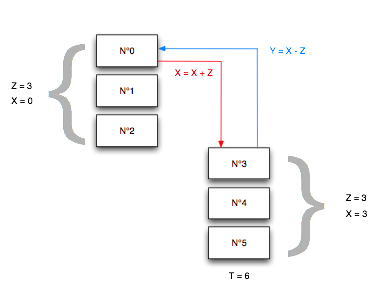 N°0
Y = X - Z
X = X + Z
Z = 3
X = 0
N°1
N°2
N°3
N°4
N°5
Z = 3
X = 3
T = 6